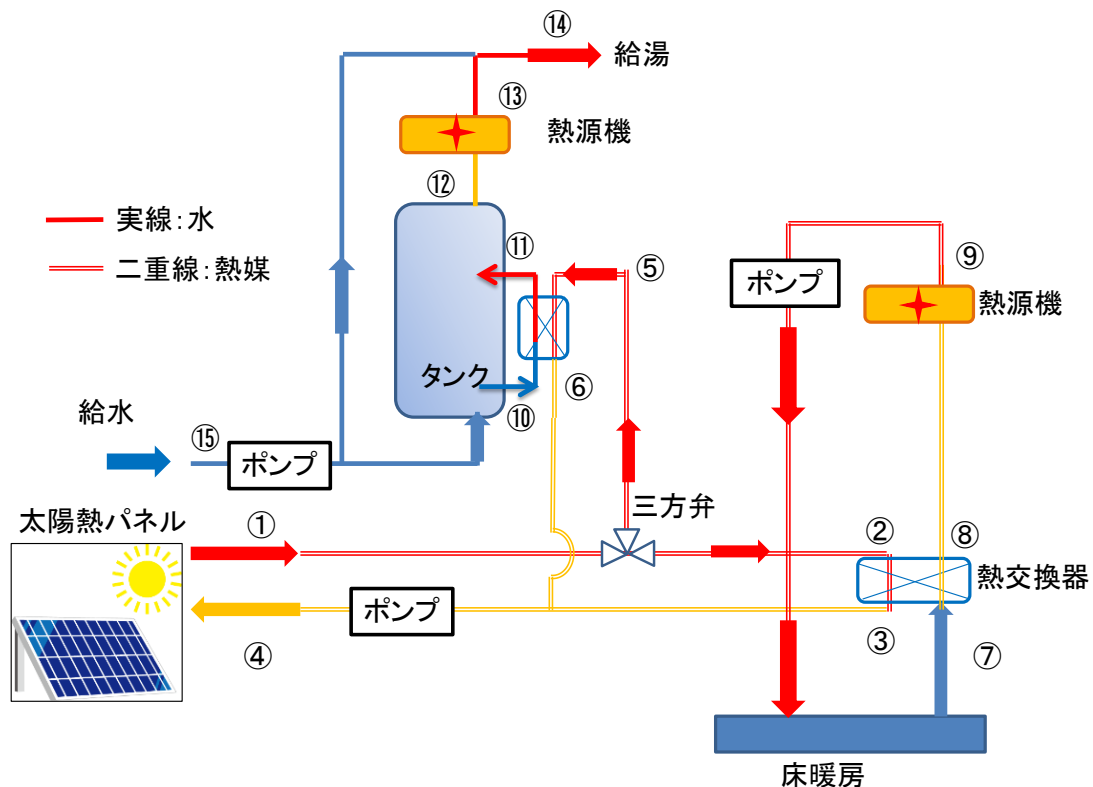 ⑭
給湯
⑬
熱源機
⑫
実線：水
二重線：熱媒
⑪
⑤
⑨
ポンプ
熱源機
タンク
⑥
⑩
給水
⑮
ポンプ
三方弁
太陽熱パネル
①
②
⑧
熱交換器
ポンプ
③
④
⑦
床暖房